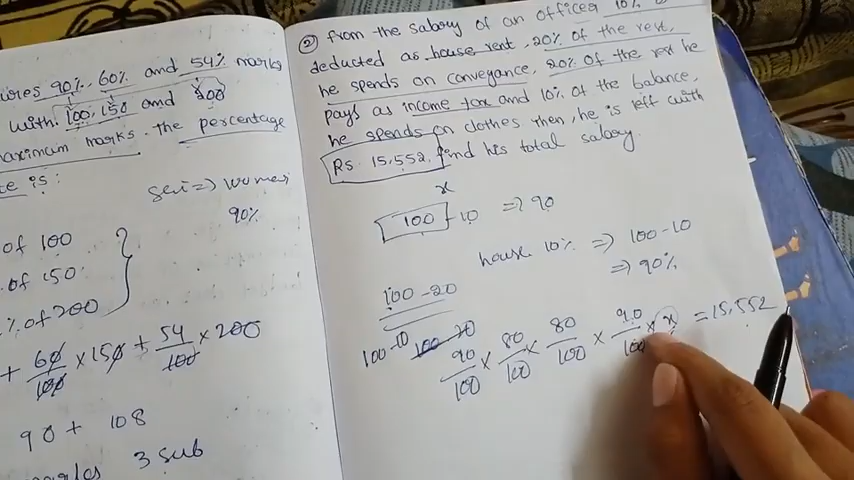 90%, 60% and 54% marks
with 100, 150 and 200
maximum marks. The percentage
is:
90%
of 100
of 150
% of 200
+ 60/100 × 150 + 54/100 × 200
90 + 108
3 sub
② from the salary of an officer 10% is
deducted as house rent, 20% of the rest,
he spends on conveyance, 20% of the rest he
pays as income tax and 10% of the balance,
he spends on clothes then, he is left with
Rs 15,552. find his total salary.
x
100 - 10 => 90
house 10% => 100-10
=> 90%
100-20
100-10 100-20
90/100 × 80/100 × 80/100 × 90/100 × x = 15,552